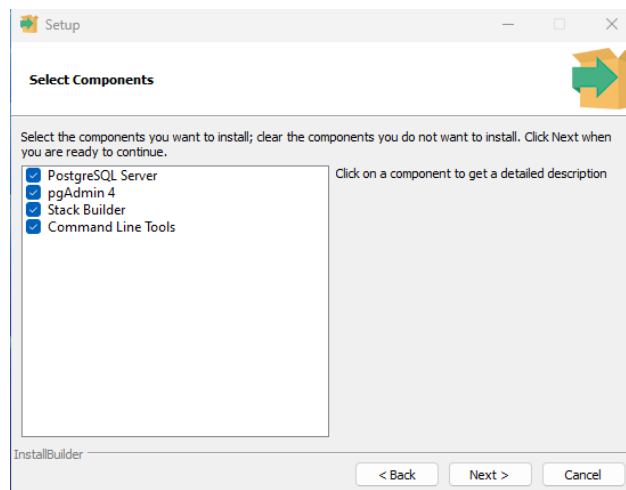 Setup
Select Components
Select the components you want to install; clear the components you do not want to install. Click Next when
you are ready to continue.
PostgreSQL Server
pgAdmin 4
Stack Builder
Command Line Tools
Click on a component to get a detailed description
InstallBuilder
< Back
Next >
Cancel